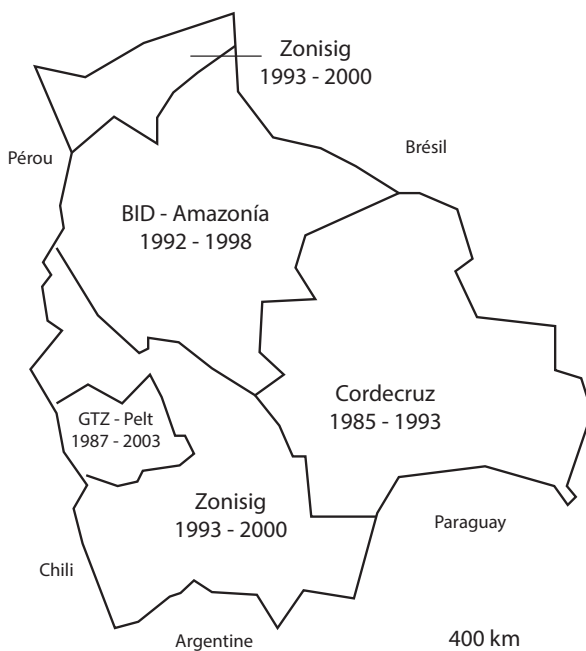 Zonisig
1993 - 2000
Brésil
Pérou
BID - Amazonía
1992 - 1998
Cordecruz
1985 - 1993
GTZ - Pelt
1987 - 2003
Zonisig
1993 - 2000
Paraguay
Chili
Argentine
400 km